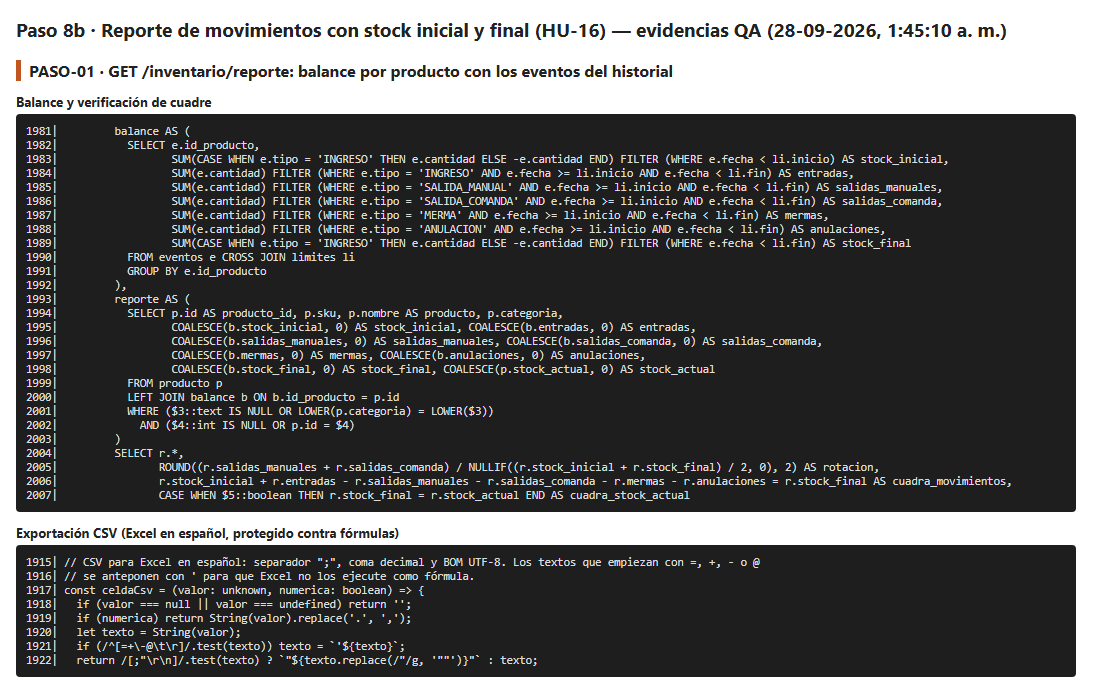 Paso 8b · Reporte de movimientos con stock inicial y final (HU-16) — evidencias QA (28-09-2026, 1:45:10 a. m.)
PASO-01 · GET /inventario/reporte: balance por producto con los eventos del historial
Balance y verificación de cuadre
1981|         balance AS (
1982|           SELECT e.id_producto,
1983|                  SUM(CASE WHEN e.tipo = 'INGRESO' THEN e.cantidad ELSE -e.cantidad END) FILTER (WHERE e.fecha < li.inicio) AS stock_inicial,
1984|                  SUM(e.cantidad) FILTER (WHERE e.tipo = 'INGRESO' AND e.fecha >= li.inicio AND e.fecha < li.fin) AS entradas,
1985|                  SUM(e.cantidad) FILTER (WHERE e.tipo = 'SALIDA_MANUAL' AND e.fecha >= li.inicio AND e.fecha < li.fin) AS salidas_manuales,
1986|                  SUM(e.cantidad) FILTER (WHERE e.tipo = 'SALIDA_COMANDA' AND e.fecha >= li.inicio AND e.fecha < li.fin) AS salidas_comanda,
1987|                  SUM(e.cantidad) FILTER (WHERE e.tipo = 'MERMA' AND e.fecha >= li.inicio AND e.fecha < li.fin) AS mermas,
1988|                  SUM(e.cantidad) FILTER (WHERE e.tipo = 'ANULACION' AND e.fecha >= li.inicio AND e.fecha < li.fin) AS anulaciones,
1989|                  SUM(CASE WHEN e.tipo = 'INGRESO' THEN e.cantidad ELSE -e.cantidad END) FILTER (WHERE e.fecha < li.fin) AS stock_final
1990|           FROM eventos e CROSS JOIN limites li
1991|           GROUP BY e.id_producto
1992|         ),
1993|         reporte AS (
1994|           SELECT p.id AS producto_id, p.sku, p.nombre AS producto, p.categoria,
1995|                  COALESCE(b.stock_inicial, 0) AS stock_inicial, COALESCE(b.entradas, 0) AS entradas,
1996|                  COALESCE(b.salidas_manuales, 0) AS salidas_manuales, COALESCE(b.salidas_comanda, 0) AS salidas_comanda,
1997|                  COALESCE(b.mermas, 0) AS mermas, COALESCE(b.anulaciones, 0) AS anulaciones,
1998|                  COALESCE(b.stock_final, 0) AS stock_final, COALESCE(p.stock_actual, 0) AS stock_actual
1999|           FROM producto p
2000|           LEFT JOIN balance b ON b.id_producto = p.id
2001|           WHERE ($3::text IS NULL OR LOWER(p.categoria) = LOWER($3))
2002|             AND ($4::int IS NULL OR p.id = $4)
2003|         )
2004|         SELECT r.*,
2005|                ROUND((r.salidas_manuales + r.salidas_comanda) / NULLIF((r.stock_inicial + r.stock_final) / 2, 0), 2) AS rotacion,
2006|                r.stock_inicial + r.entradas - r.salidas_manuales - r.salidas_comanda - r.mermas - r.anulaciones = r.stock_final AS cuadra_movimientos,
2007|                CASE WHEN $5::boolean THEN r.stock_final = r.stock_actual END AS cuadra_stock_actual
Exportación CSV (Excel en español, protegido contra fórmulas)
1915| // CSV para Excel en español: separador ";", coma decimal y BOM UTF-8. Los textos que empiezan con =, +, - o @
1916| // se anteponen con ' para que Excel no los ejecute como fórmula.
1917| const celdaCsv = (valor: unknown, numerica: boolean) => {
1918|   if (valor === null || valor === undefined) return '';
1919|   if (numerica) return String(valor).replace('.', ',');
1920|   let texto = String(valor);
1921|   if (/^[=+\-@\t\r]/.test(texto)) texto = `'${texto}`;
1922|   return /[;"\r\n]/.test(texto) ? `"${texto.replace(/"/g, '""')}"` : texto;